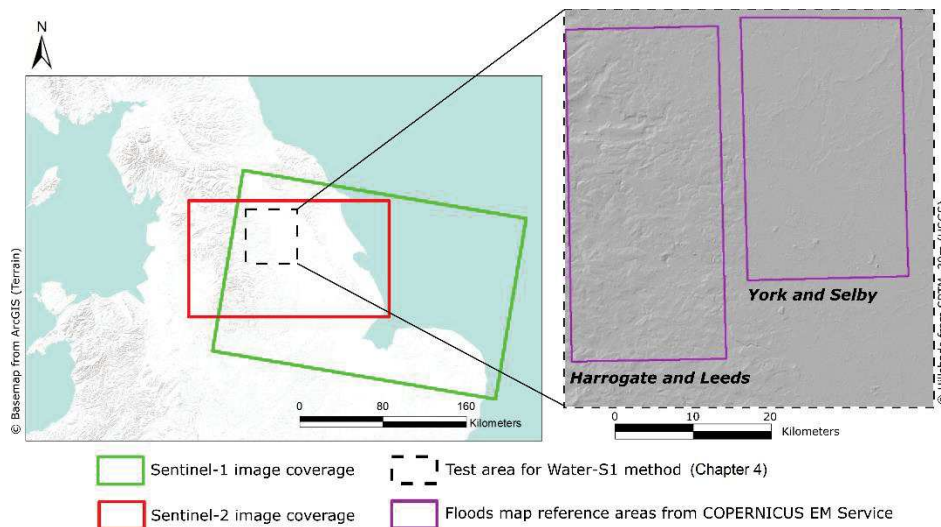 N
© Basemap from ArcGIS (Terrain)
0 80 160
Kilometers
York and Selby
Harrogate and Leeds
0 10 20
Kilometers
Sentinel-1 image coverage
Test area for Water-S1 method (Chapter 4)
Sentinel-2 image coverage
Floods map reference areas from COPERNICUS EM Service